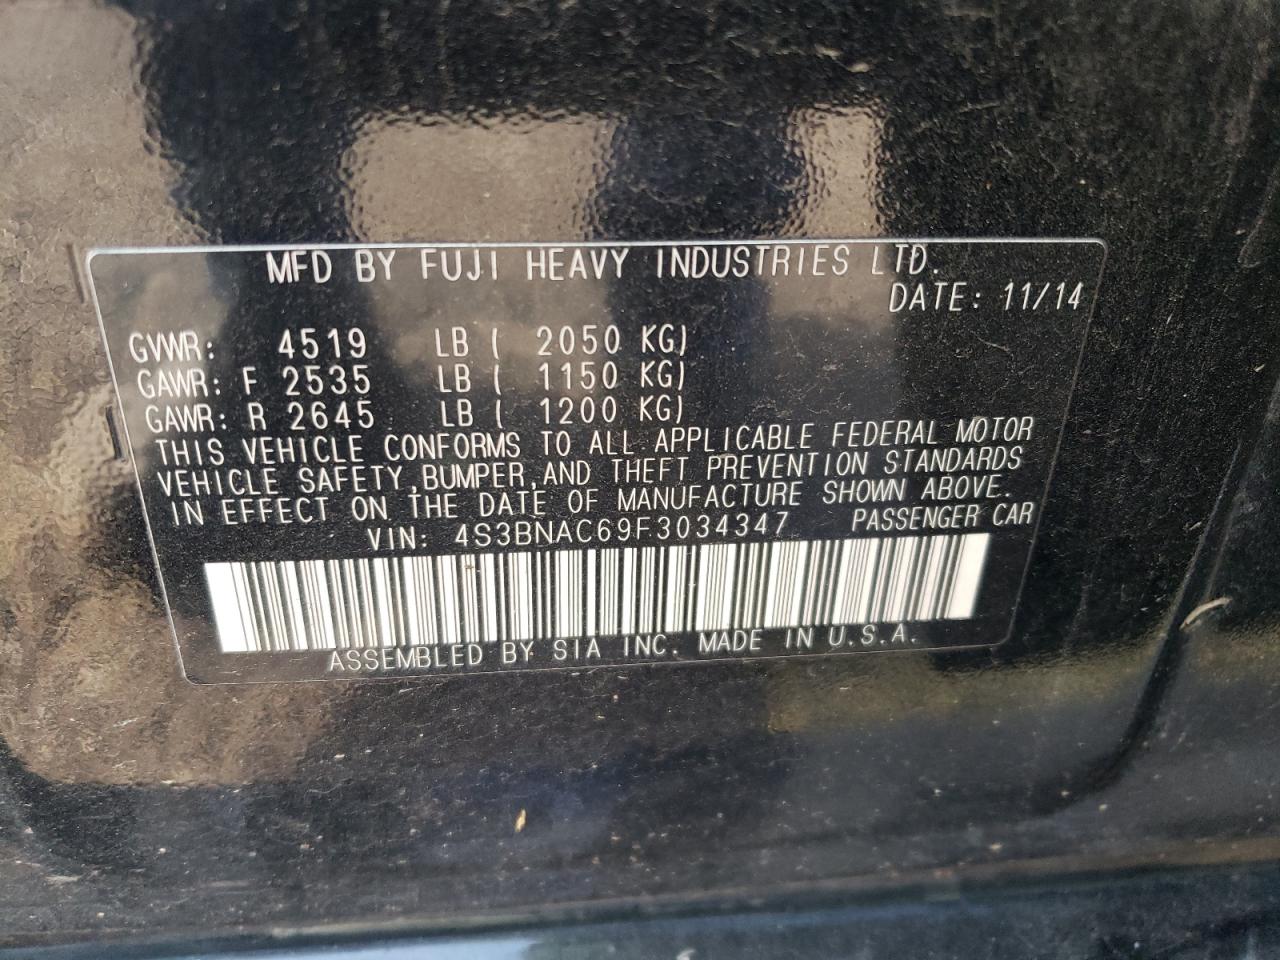 MFD BY FUJI HEAVY INDUSTRIES LTD.
DATE: 11/14
GVWR: 4519 LB ( 2050 KG)
GAWR: F 2535 LB ( 1150 KG)
GAWR: R 2645 LB ( 1200 KG)
THIS VEHICLE CONFORMS TO ALL APPLICABLE FEDERAL MOTOR
VEHICLE SAFETY,BUMPER,AND THEFT PREVENTION STANDARDS
IN EFFECT ON THE DATE OF MANUFACTURE SHOWN ABOVE.
VIN: 4S3BNAC69F3034347 PASSENGER CAR
ASSEMBLED BY SIA INC. MADE IN U.S.A.